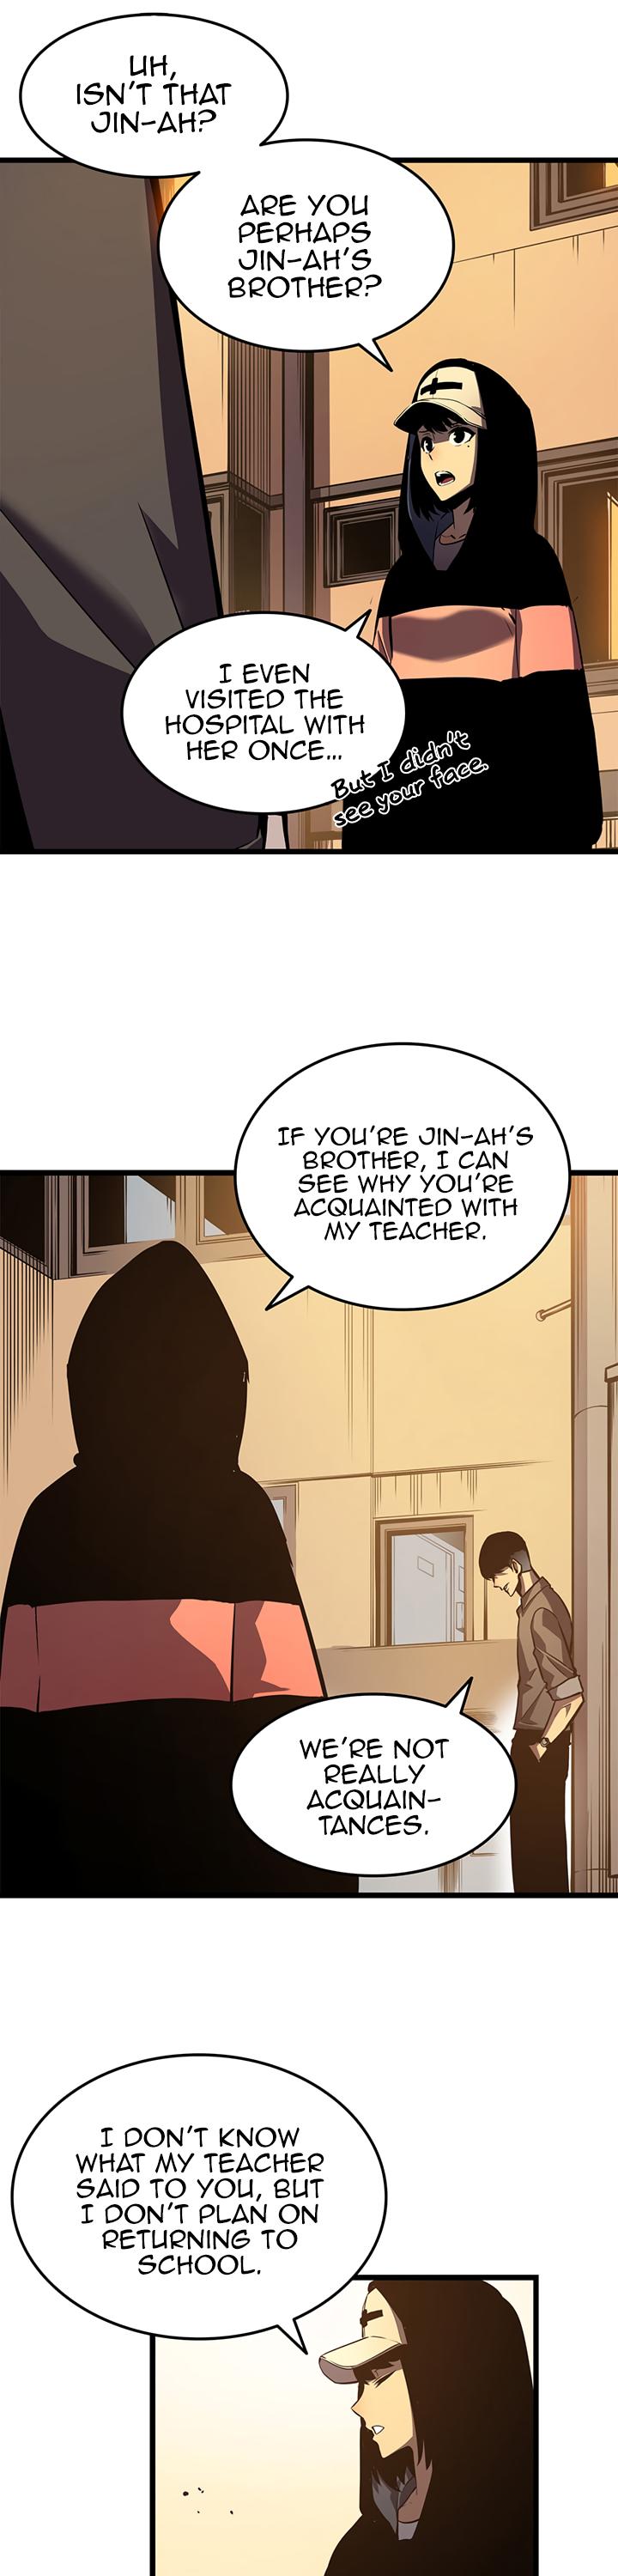 UH,
ISN'T THAT
JIN-AH?
ARE YOU
PERHAPS
JIN-AH'S
BROTHER?
I EVEN
VISITED THE
HOSPITAL WITH
HER ONCE...
But I didn't
see your face.
IF YOU'RE JIN-AH'S
BROTHER, I CAN
SEE WHY YOU'RE
ACQUAINTED WITH
MY TEACHER.
WE'RE NOT
REALLY
ACQUAIN-
TANCES.
I DON'T KNOW
WHAT MY TEACHER
SAID TO YOU, BUT
I DON'T PLAN ON
RETURNING TO
SCHOOL.